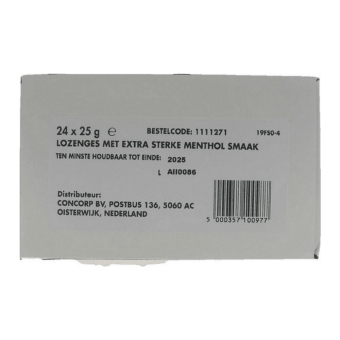 24 x 25 g ℮ BESTELCODE: 1111271 19F50-4
LOZENGES MET EXTRA STERKE MENTHOL SMAAK
TEN MINSTE HOUDBAAR TOT EINDE: 2025
L AII0086
Distributeur:
CONCORP BV, POSTBUS 136, 5060 AC
OISTERWIJK, NEDERLAND
5 000357 100977